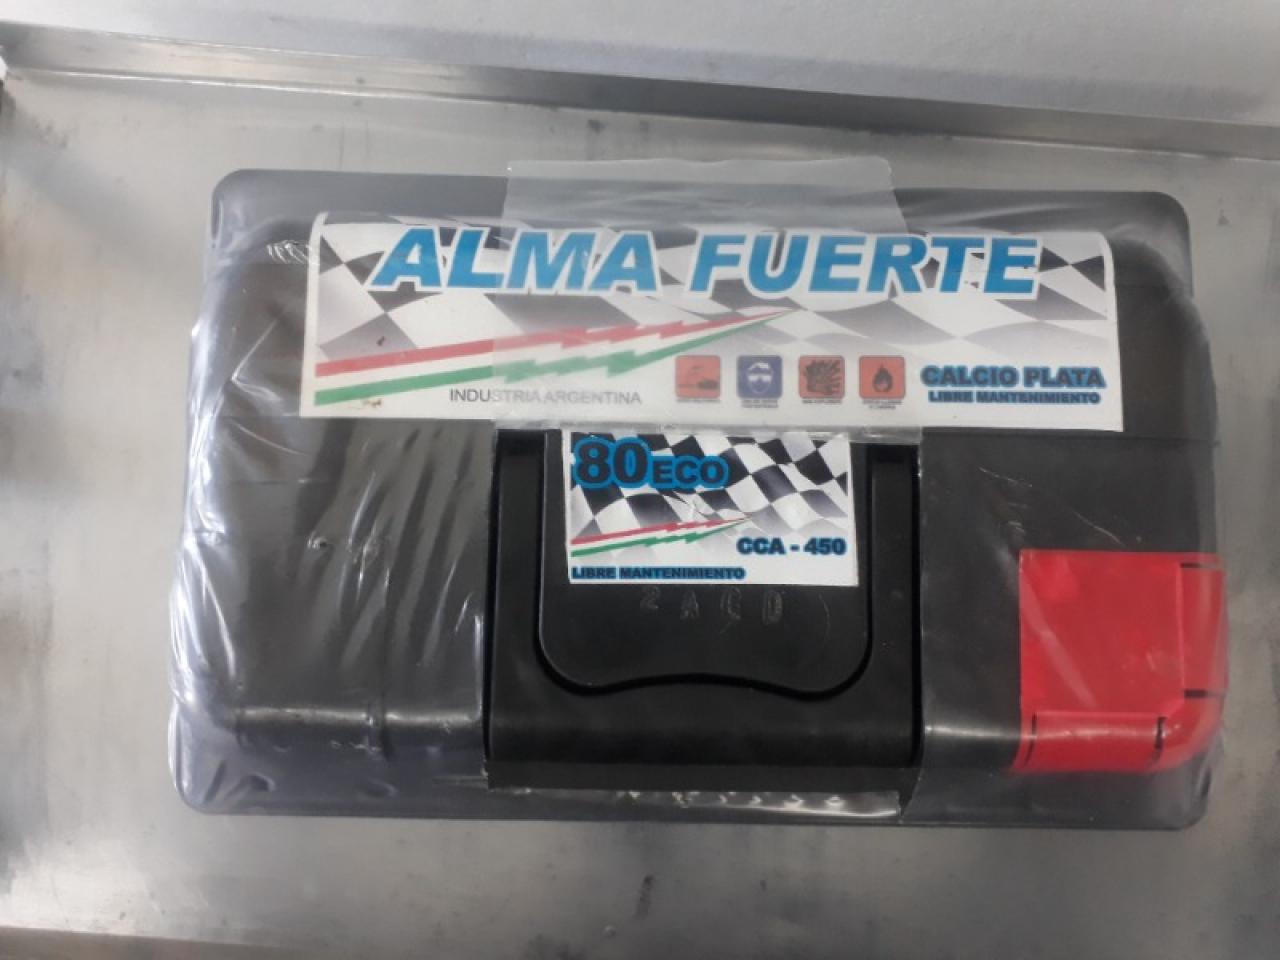 ALMA FUERTE
INDUSTRIA ARGENTINA
CALCIO PLATA
LIBRE MANTENIMIENTO
80 ECO
CCA - 450
LIBRE MANTENIMIENTO